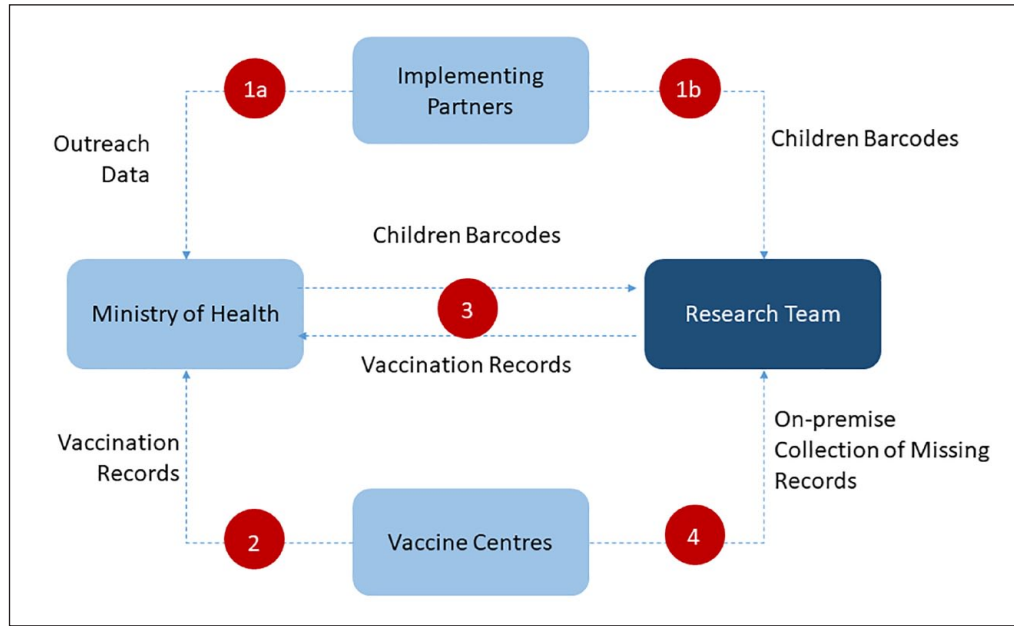 Implementing
Partners
1a
1b
Outreach
Data
Children Barcodes
Children Barcodes
Ministry of Health
3
Research Team
Vaccination Records
Vaccination
Records
On-premise
Collection of Missing
Records
2
Vaccine Centres
4